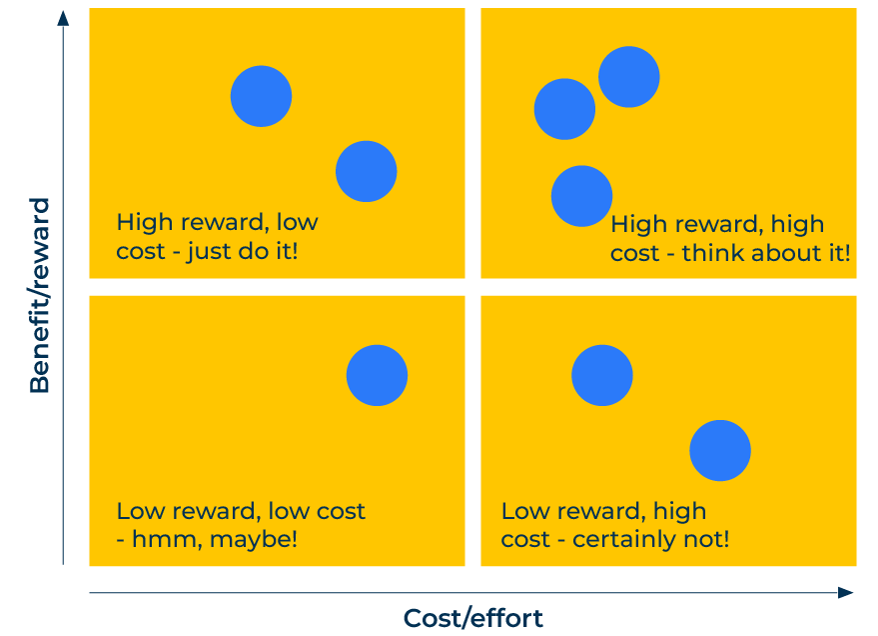 Benefit/reward
High reward, low
cost - just do it!
High reward, high
cost - think about it!
Low reward, low cost
- hmm, maybe!
Low reward, high
cost - certainly not!
Cost/effort